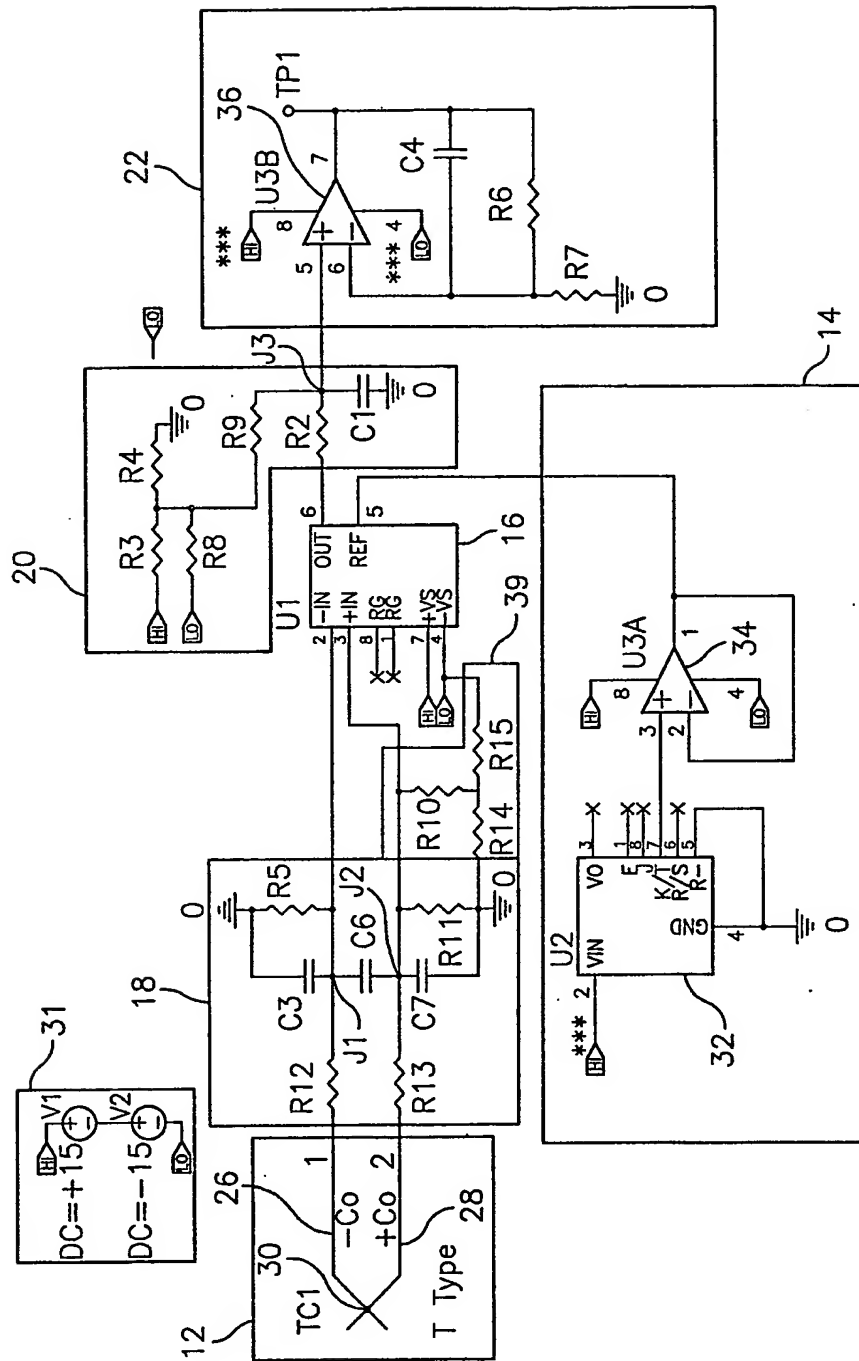 31
V1
HI
DC=+15
V2
DC=-15
LO
12
TC1
30
26
-Co
+Co
28
T Type
1
2
18
R12
R13
C3
J1
C6
C7
0
R5
J2
R11
0
R10
R14
R15
39
20
HI
R3
R4
0
R8
LO
R9
R2
J3
C1
0
LO
U1
2
-IN
OUT
6
3
+IN
REF
5
8
RG
1
RG
7
+VS
4
-VS
HI
LO
16
22
***
HI
8
U3B
36
TP1
5
+
7
6
-
*** 4
LO
C4
R6
R7
0
14
***
HI
2
U2
VIN
VO
3
E
1
J
8
K/T
7
R/S
6
R-
5
GND
4
0
32
HI
8
U3A
3
+
1
2
-
34
4
LO